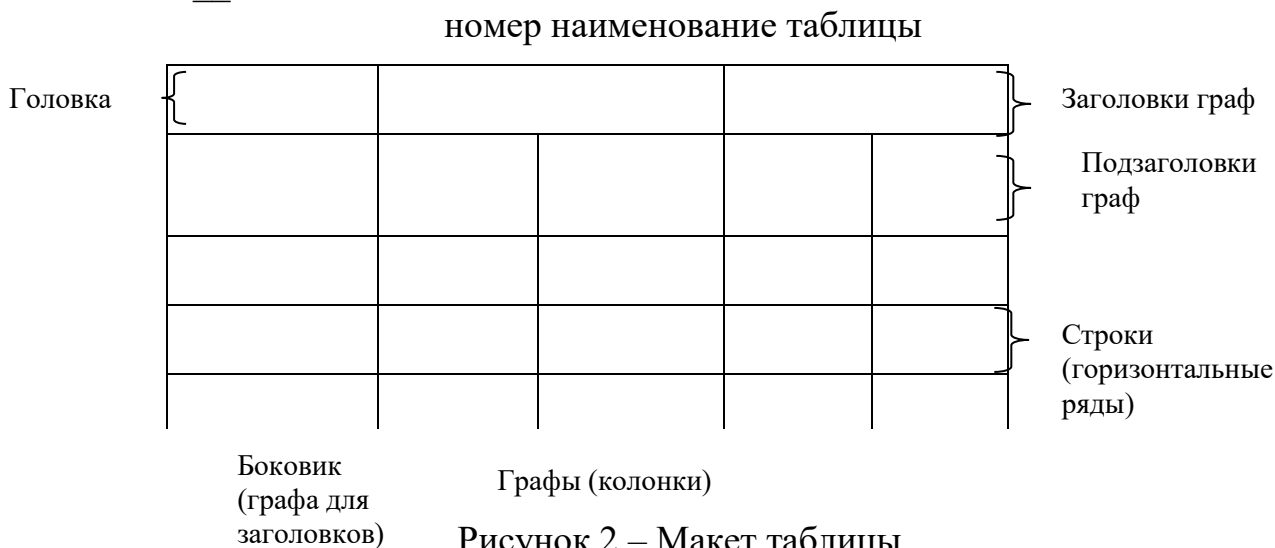 номер наименование таблицы
Головка
Заголовки граф
Подзаголовки
граф
Строки
(горизонтальные
ряды)
Боковик
(графа для
заголовков)
Графы (колонки)
Рисунок 2 – Макет таблицы